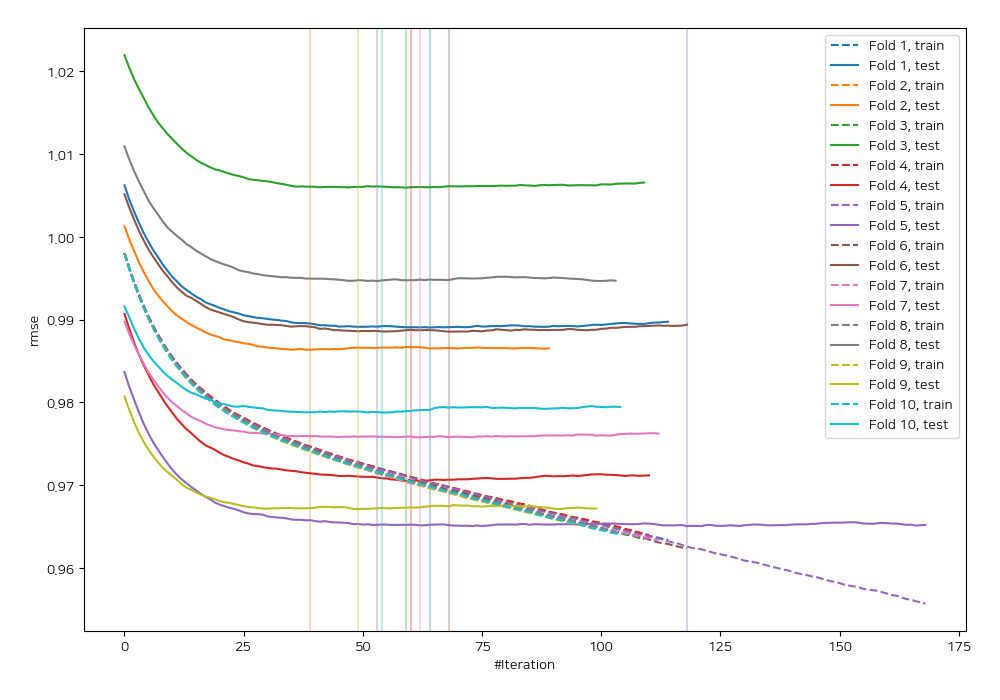 Fold 1, train
Fold 1, test
Fold 2, train
Fold 2, test
Fold 3, train
Fold 3, test
Fold 4, train
Fold 4, test
Fold 5, train
Fold 5, test
Fold 6, train
Fold 6, test
Fold 7, train
Fold 7, test
Fold 8, train
Fold 8, test
Fold 9, train
Fold 9, test
Fold 10, train
Fold 10, test
1.02
1.01
1.00
0.99
0.98
0.97
0.96
rmse
0 25 50 75 100 125 150 175
#Iteration